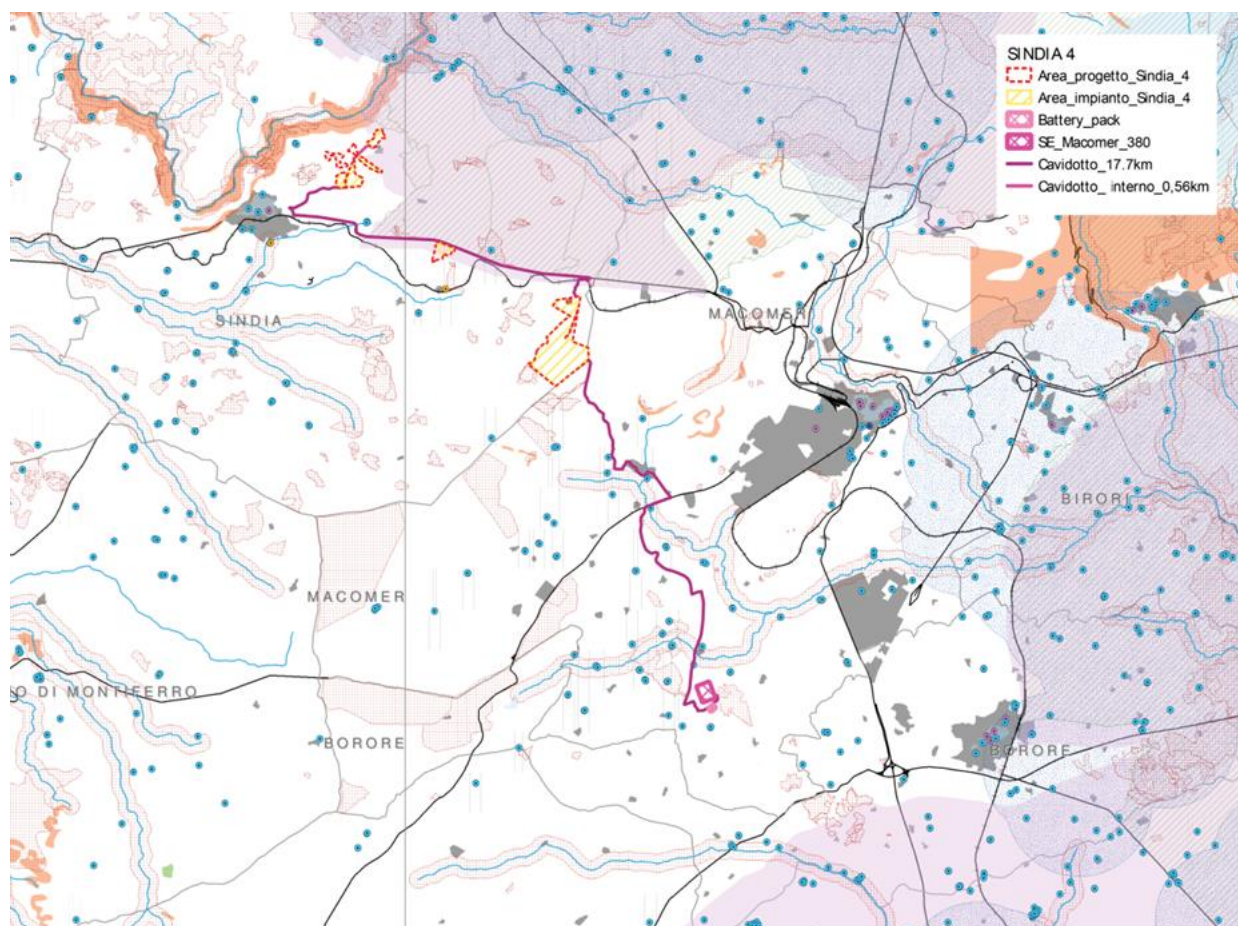 SINDIA 4
Area_progetto_Sindia_4
Area_impianto_Sindia_4
Battery_pack
SE_Macomer_380
Cavidotto_17.7km
Cavidotto_ interno_0,56km
MACOMER
SINDIA
BIRORI
MACOMER
O DI MONTIFERRO
BORORE
BORORE